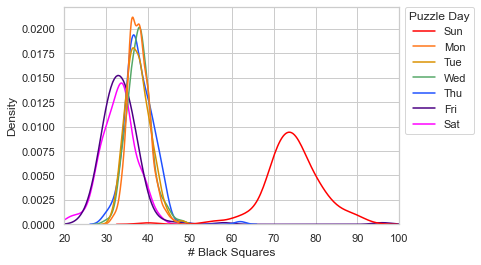 Puzzle Day
Sun
Mon
Tue
Wed
Thu
Fri
Sat
Density
0.0200
0.0175
0.0150
0.0125
0.0100
0.0075
0.0050
0.0025
0.0000
20 30 40 50 60 70 80 90 100
# Black Squares